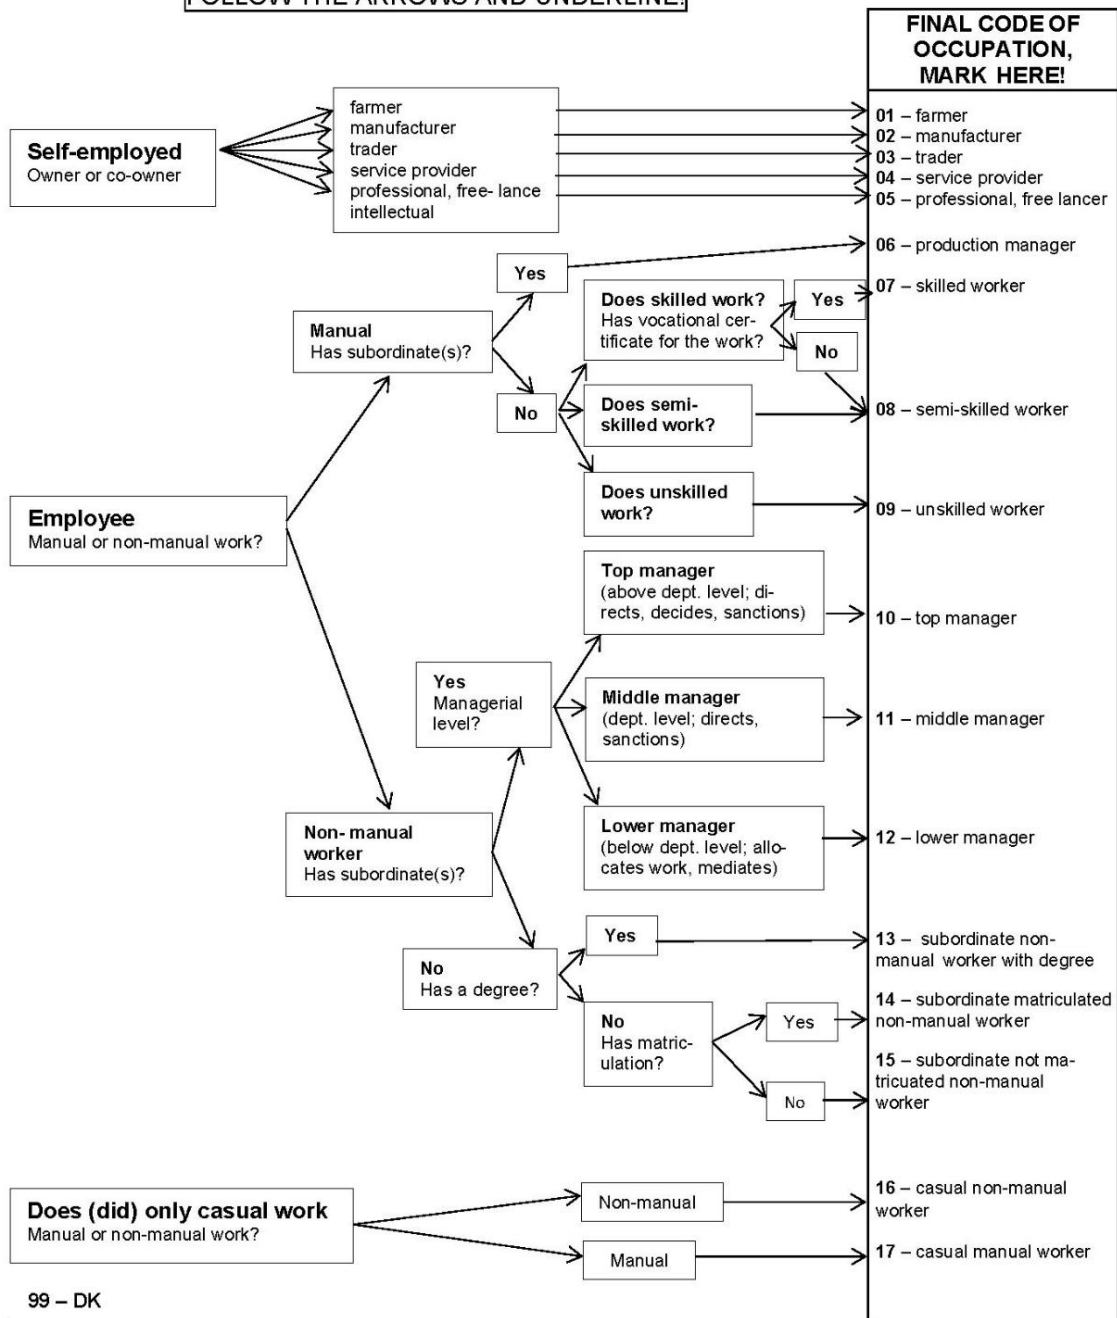 FOLLOW THE ARROWS AND UNDERLINE!
FINAL CODE OF
OCCUPATION,
MARK HERE!
Self-employed
Owner or co-owner
farmer
manufacturer
trader
service provider
professional, free- lance
intellectual
01 – farmer
02 – manufacturer
03 – trader
04 – service provider
05 – professional, free lancer
06 – production manager
Yes
07 – skilled worker
Does skilled work?
Has vocational cer-
tificate for the work?
Yes
No
Manual
Has subordinate(s)?
No
Does semi-
skilled work?
08 – semi-skilled worker
Does unskilled
work?
09 – unskilled worker
Employee
Manual or non-manual work?
Top manager
(above dept. level; di-
rects, decides, sanctions)
10 – top manager
Yes
Managerial
level?
Middle manager
(dept. level; directs,
sanctions)
11 – middle manager
Non- manual
worker
Has subordinate(s)?
Lower manager
(below dept. level; allo-
cates work, mediates)
12 – lower manager
No
Has a degree?
Yes
13 – subordinate non-
manual worker with degree
No
Has matric-
ulation?
Yes
14 – subordinate matriculated
non-manual worker
No
15 – subordinate not ma-
tricuated non-manual
worker
Does (did) only casual work
Manual or non-manual work?
Non-manual
16 – casual non-manual
worker
Manual
17 – casual manual worker
99 – DK